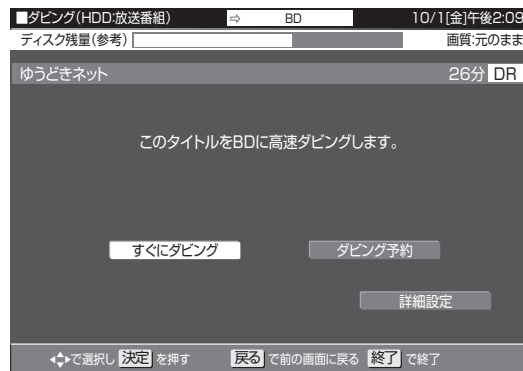 ■ダビング(HDD:放送番組) ⇨ BD 10/1[金]午後2:09
ディスク残量(参考) 画質:元のまま
ゆうどきネット 26分 DR
このタイトルをBDに高速ダビングします。
すぐにダビング ダビング予約
詳細設定
で選択し 決定 を押す 戻る で前の画面に戻る 終了 で終了